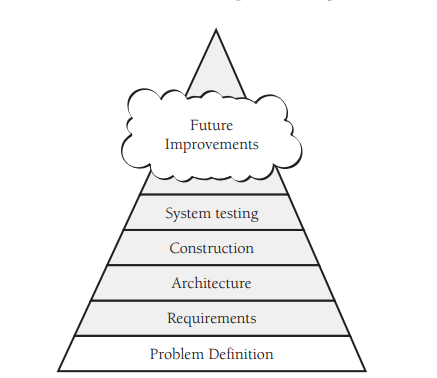 Future
Improvements
System testing
Construction
Architecture
Requirements
Problem Definition